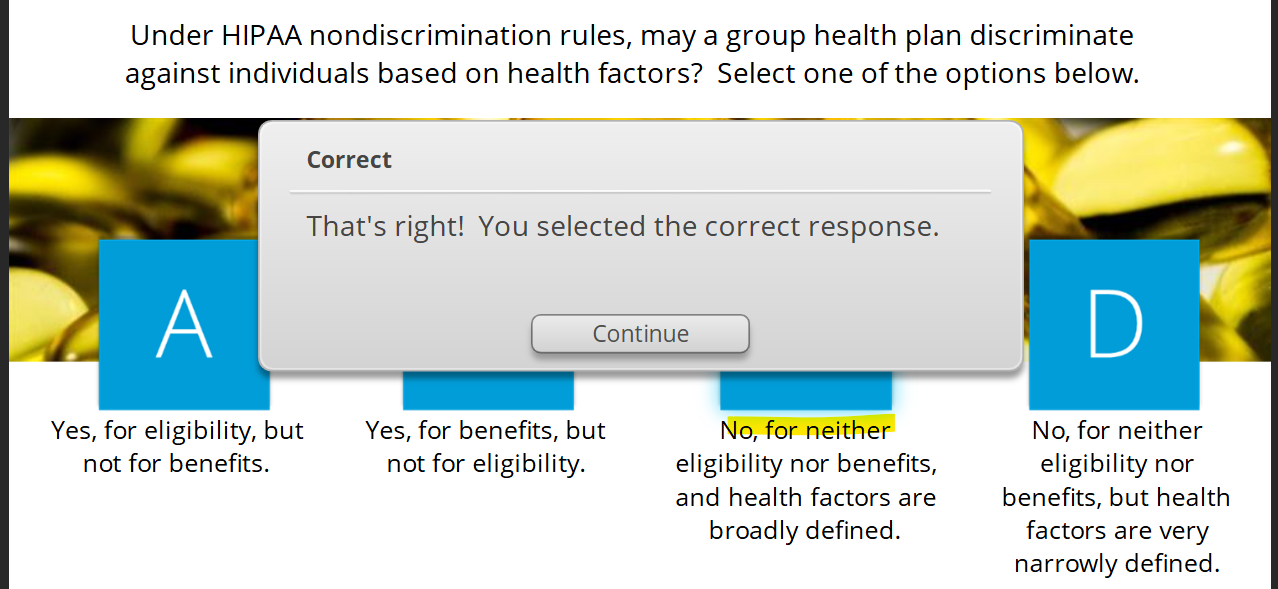 Under HIPAA nondiscrimination rules, may a group health plan discriminate
against individuals based on health factors?  Select one of the options below.
Correct
That's right!  You selected the correct response.
Continue
A
D
Yes, for eligibility, but
not for benefits.
Yes, for benefits, but
not for eligibility.
No, for neither
eligibility nor benefits,
and health factors are
broadly defined.
No, for neither
eligibility nor
benefits, but health
factors are very
narrowly defined.